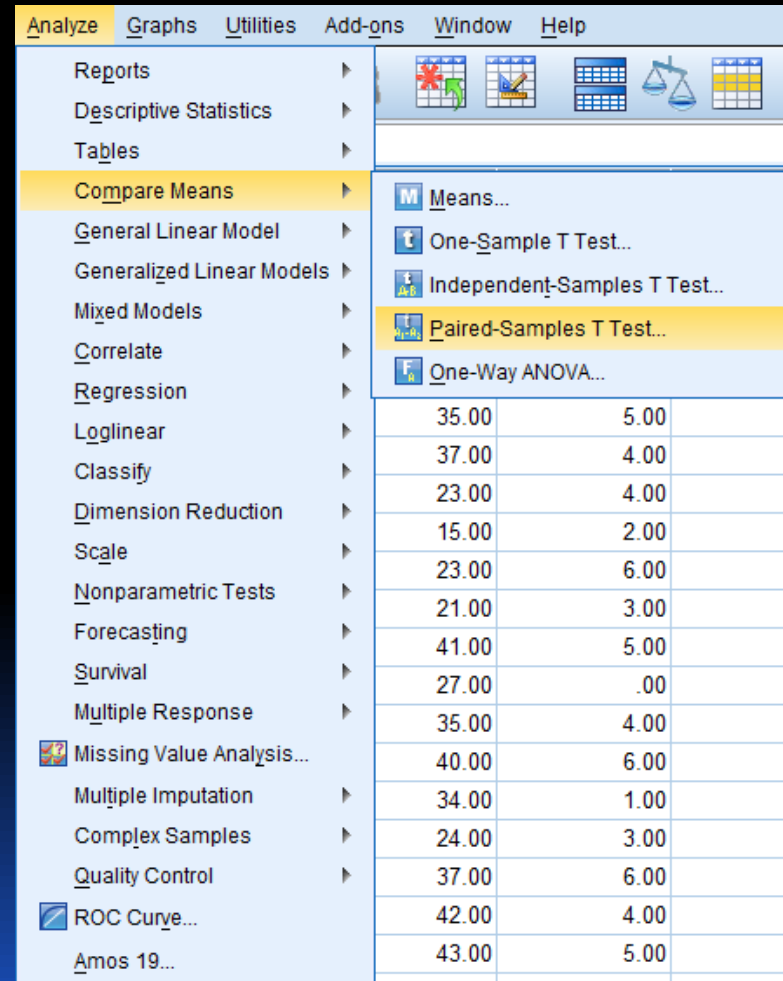 Analyze Graphs Utilities Add-ons Window Help
Reports
Descriptive Statistics
Tables
Compare Means
General Linear Model
Generalized Linear Models
Mixed Models
Correlate
Regression
Loglinear
Classify
Dimension Reduction
Scale
Nonparametric Tests
Forecasting
Survival
Multiple Response
Missing Value Analysis...
Multiple Imputation
Complex Samples
Quality Control
ROC Curve...
Amos 19...
M Means...
t One-Sample T Test...
Independent-Samples T Test...
Paired-Samples T Test...
One-Way ANOVA...
35.00 5.00
37.00 4.00
23.00 4.00
15.00 2.00
23.00 6.00
21.00 3.00
41.00 5.00
27.00 .00
35.00 4.00
40.00 6.00
34.00 1.00
24.00 3.00
37.00 6.00
42.00 4.00
43.00 5.00